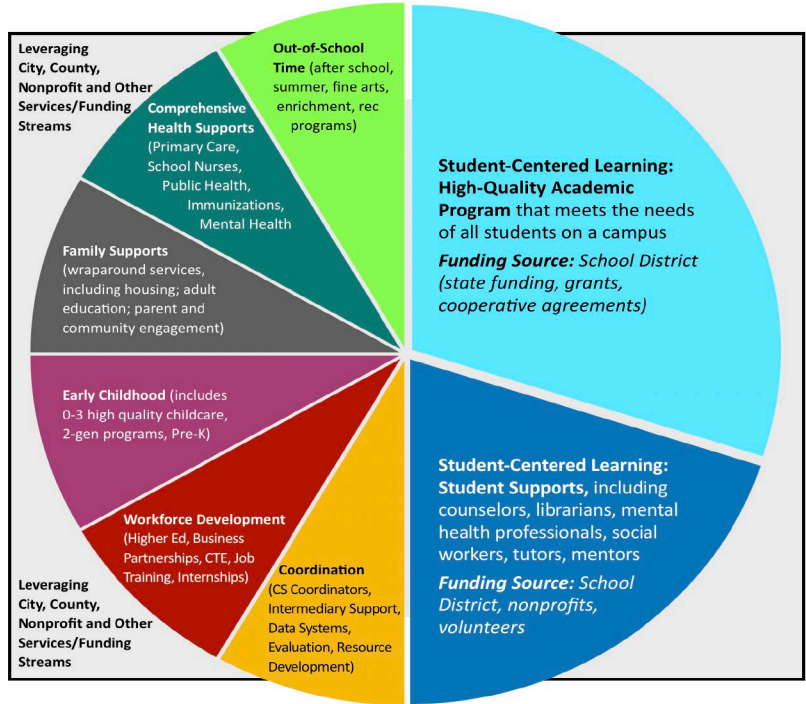 Leveraging
City, County,
Nonprofit and Other
Services/Funding
Streams
Out-of-School
Time (after school,
summer, fine arts,
enrichment, rec
programs)
Comprehensive
Health Supports
(Primary Care,
School Nurses,
Public Health,
Immunizations,
Mental Health
Family Supports
(wraparound services,
including housing; adult
education; parent and
community engagement)
Early Childhood (includes
0-3 high quality childcare,
2-gen programs, Pre-K)
Workforce Development
(Higher Ed, Business
Partnerships, CTE, Job
Training, Internships)
Coordination
(CS Coordinators,
Intermediary Support,
Data Systems,
Evaluation, Resource
Development)
Leveraging
City, County,
Nonprofit and Other
Services/Funding
Streams
Student-Centered Learning:
High-Quality Academic
Program that meets the needs
of all students on a campus
Funding Source: School District
(state funding, grants,
cooperative agreements)
Student-Centered Learning:
Student Supports, including
counselors, librarians, mental
health professionals, social
workers, tutors, mentors
Funding Source: School
District, nonprofits,
volunteers